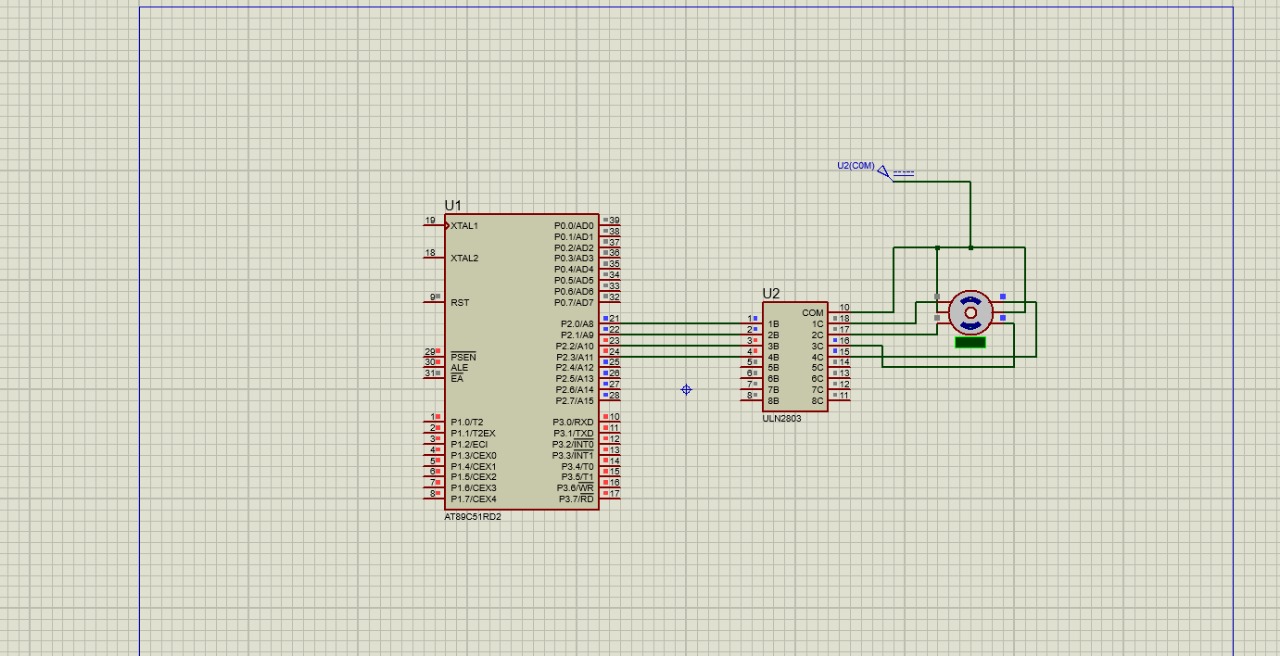 U2(COM)
U1
19 XTAL1 P0.0/AD0 39
P0.1/AD1 38
P0.2/AD2 37
18 XTAL2 P0.3/AD3 36
P0.4/AD4 35
P0.5/AD5 34
P0.6/AD6 33
9 RST P0.7/AD7 32
P2.0/A8 21
P2.1/A9 22
P2.2/A10 23
29 PSEN P2.3/A11 24
30 ALE P2.4/A12 25
31 EA P2.5/A13 26
P2.6/A14 27
P2.7/A15 28
1 P1.0/T2 P3.0/RXD 10
2 P1.1/T2EX P3.1/TXD 11
3 P1.2/ECI P3.2/INT0 12
4 P1.3/CEX0 P3.3/INT1 13
5 P1.4/CEX1 P3.4/T0 14
6 P1.5/CEX2 P3.5/T1 15
7 P1.6/CEX3 P3.6/WR 16
8 P1.7/CEX4 P3.7/RD 17
AT89C51RD2
U2
COM 10
1 1B 1C 18
2 2B 2C 17
3 3B 3C 16
4 4B 4C 15
5 5B 5C 14
6 6B 6C 13
7 7B 7C 12
8 8B 8C 11
ULN2803